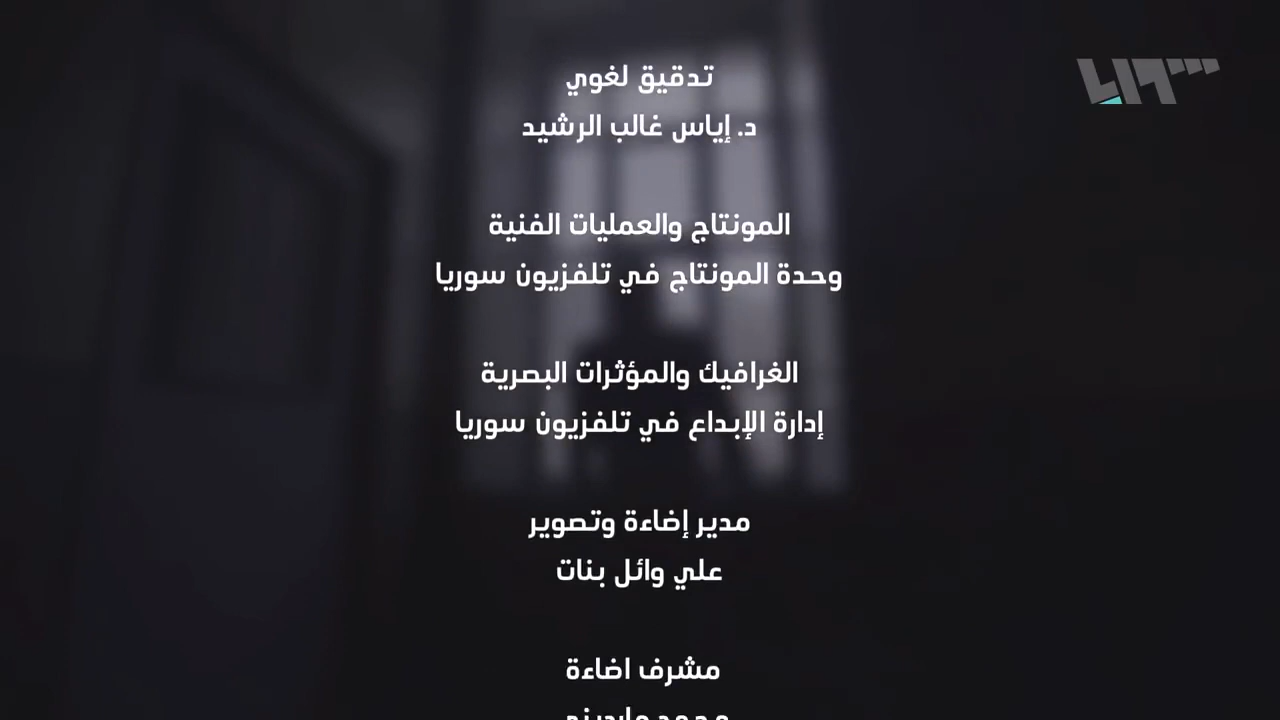 تدقيق لغوي
د. إياس غالب الرشيد
المونتاج والعمليات الفنية
وحدة المونتاج في تلفزيون سوريا
الغرافيك والمؤثرات البصرية
إدارة الإبداع في تلفزيون سوريا
مدير إضاءة وتصوير
علي وائل بنات
مشرف اضاءة